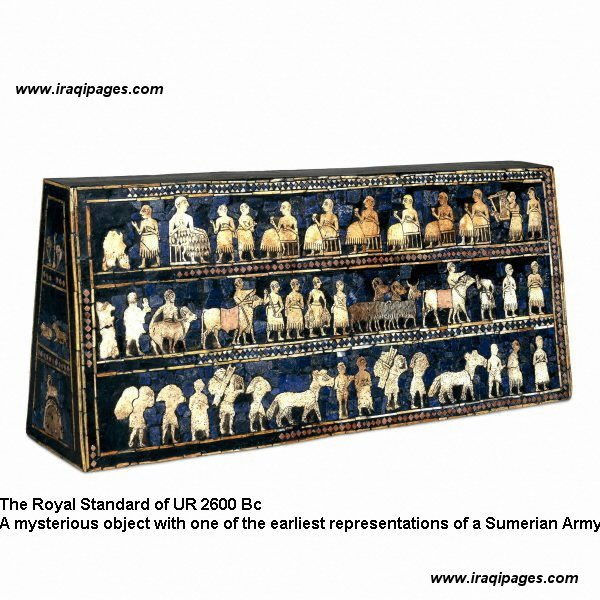 www.iraqipages.com
The Royal Standard of UR 2600 Bc
A mysterious object with one of the earliest representations of a Sumerian Army
www.iraqipages.com